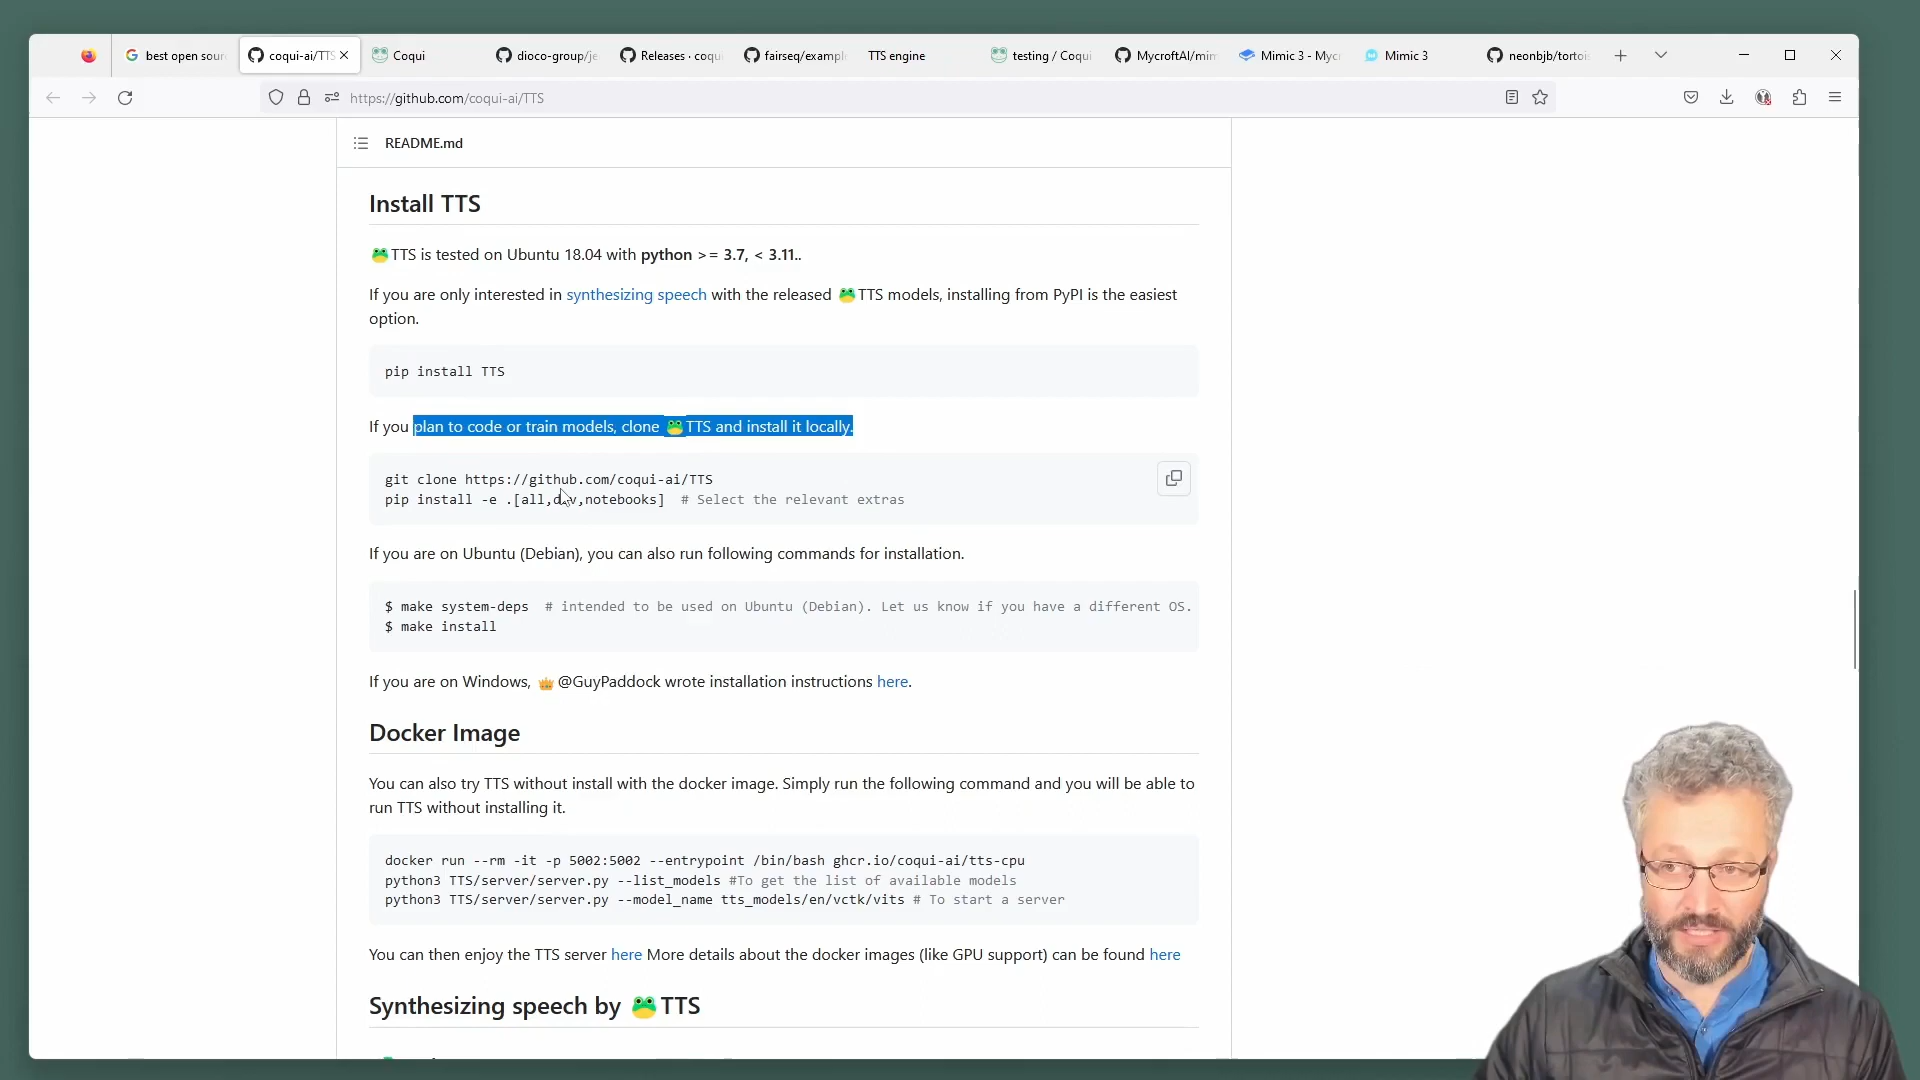 best open sour
coqui-ai/TTS
Coqui
dioco-group/je
Releases · coqu
fairseq/exampl
TTS engine
testing / Coqui
MycroftAI/mim
Mimic 3 - Mycr
Mimic 3
neonbjb/tortoi
https://github.com/coqui-ai/TTS
README.md
Install TTS
🐸TTS is tested on Ubuntu 18.04 with python >= 3.7, < 3.11..
If you are only interested in synthesizing speech with the released 🐸TTS models, installing from PyPI is the easiest
option.
pip install TTS
If you plan to code or train models, clone 🐸TTS and install it locally.
git clone https://github.com/coqui-ai/TTS
pip install -e .[all,dev,notebooks]  # Select the relevant extras
If you are on Ubuntu (Debian), you can also run following commands for installation.
$ make system-deps  # intended to be used on Ubuntu (Debian). Let us know if you have a different OS.
$ make install
If you are on Windows, 👑@GuyPaddock wrote installation instructions here.
Docker Image
You can also try TTS without install with the docker image. Simply run the following command and you will be able to
run TTS without installing it.
docker run --rm -it -p 5002:5002 --entrypoint /bin/bash ghcr.io/coqui-ai/tts-cpu
python3 TTS/server/server.py --list_models #To get the list of available models
python3 TTS/server/server.py --model_name tts_models/en/vctk/vits # To start a server
You can then enjoy the TTS server here More details about the docker images (like GPU support) can be found here
Synthesizing speech by 🐸TTS